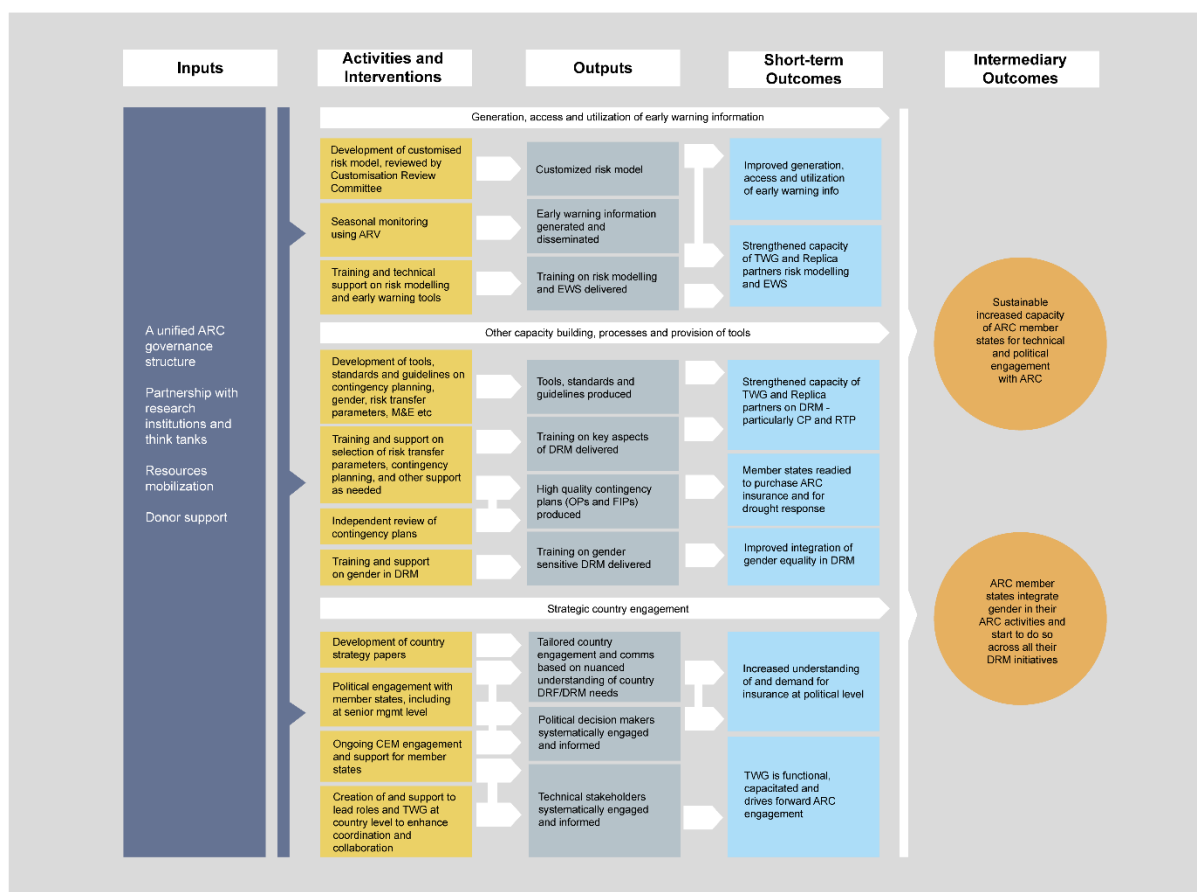 Inputs
Activities and
Interventions
Outputs
Short-term
Outcomes
Intermediary
Outcomes
A unified ARC
governance
structure
Partnership with
research
institutions and
think tanks
Resources
mobilization
Donor support
Generation, access and utilization of early warning information
Development of customised
risk model, reviewed by
Customisation Review
Committee
Seasonal monitoring
using ARV
Training and technical
support on risk modelling
and early warning tools
Customized risk model
Early warning information
generated and
disseminated
Training on risk modelling
and EWS delivered
Improved generation,
access and utilization
of early warning info
Strengthened capacity
of TWG and Replica
partners risk modelling
and EWS
Other capacity building, processes and provision of tools
Development of tools,
standards and guidelines on
contingency planning,
gender, risk transfer
parameters, M&E etc
Training and support on
selection of risk transfer
parameters, contingency
planning, and other support
as needed
Independent review of
contingency plans
Training and support
on gender in DRM
Tools, standards and
guidelines produced
Training on key aspects
of DRM delivered
High quality contingency
plans (OPs and FIPs)
produced
Training on gender
sensitive DRM delivered
Strengthened capacity of
TWG and Replica
partners on DRM -
particularly CP and RTP
Member states readied
to purchase ARC
insurance and for
drought response
Improved integration of
gender equality in DRM
Strategic country engagement
Development of country
strategy papers
Political engagement with
member states, including
at senior mgmt level
Ongoing CEM engagement
and support for member
states
Creation of and support to
lead roles and TWG at
country level to enhance
coordination and
collaboration
Tailored country
engagement and comms
based on nuanced
understanding of country
DRF/DRM needs
Political decision makers
systematically engaged
and informed
Technical stakeholders
systematically engaged
and informed
Increased understanding
of and demand for
insurance at political level
TWG is functional,
capacitated and
drives forward ARC
engagement
Sustainable
increased capacity
of ARC member
states for technical
and political
engagement
with ARC
ARC member
states integrate
gender in their
ARC activities and
start to do so
across all their
DRM initiatives